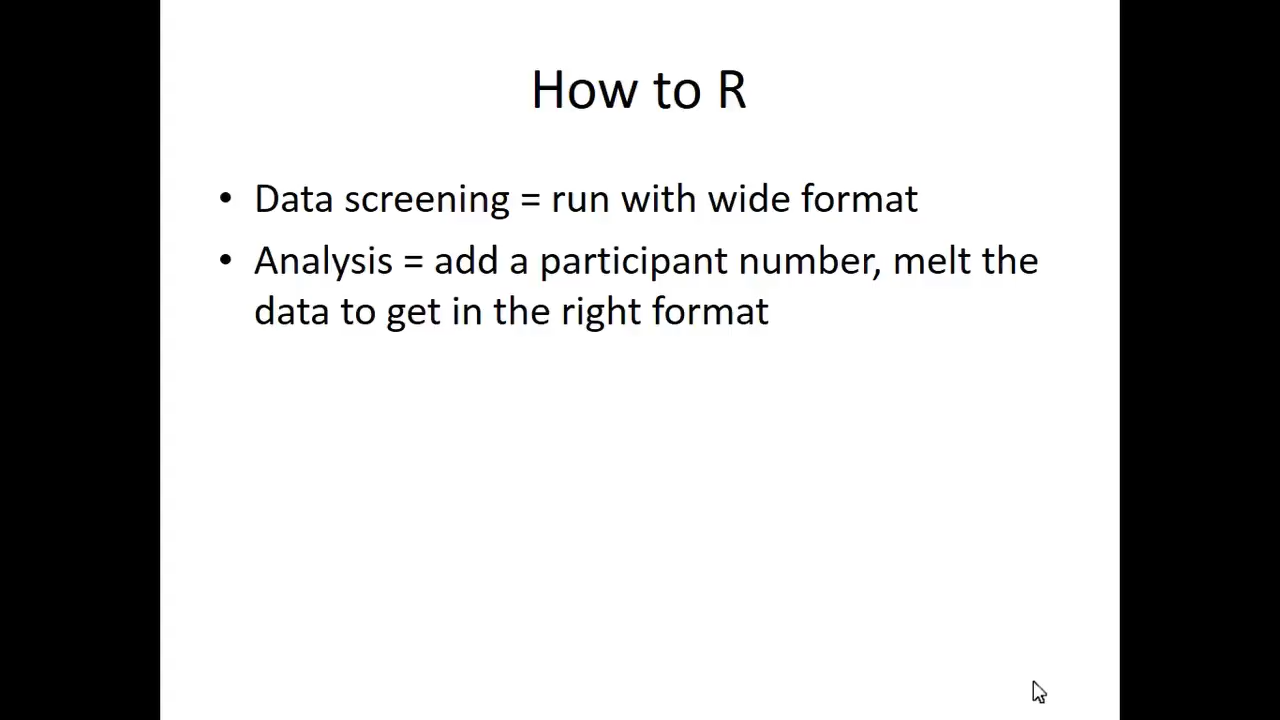 How to R
• Data screening = run with wide format
• Analysis = add a participant number, melt the
data to get in the right format